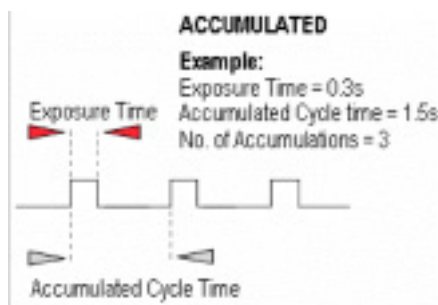 ACCUMULATED
Example:
Exposure Time = 0.3s
Exposure Time
Accumulated Cycle time = 1.5s
No. of Accumulations = 3
Accumulated Cycle Time